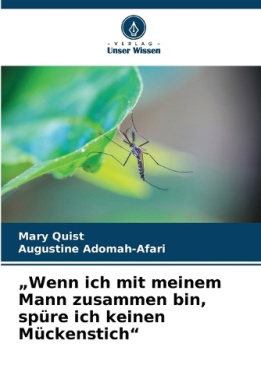 VERLAG
Unser Wissen
Mary Quist
Augustine Adomah-Afari
„Wenn ich mit meinem
Mann zusammen bin,
spüre ich keinen
Mückenstich“